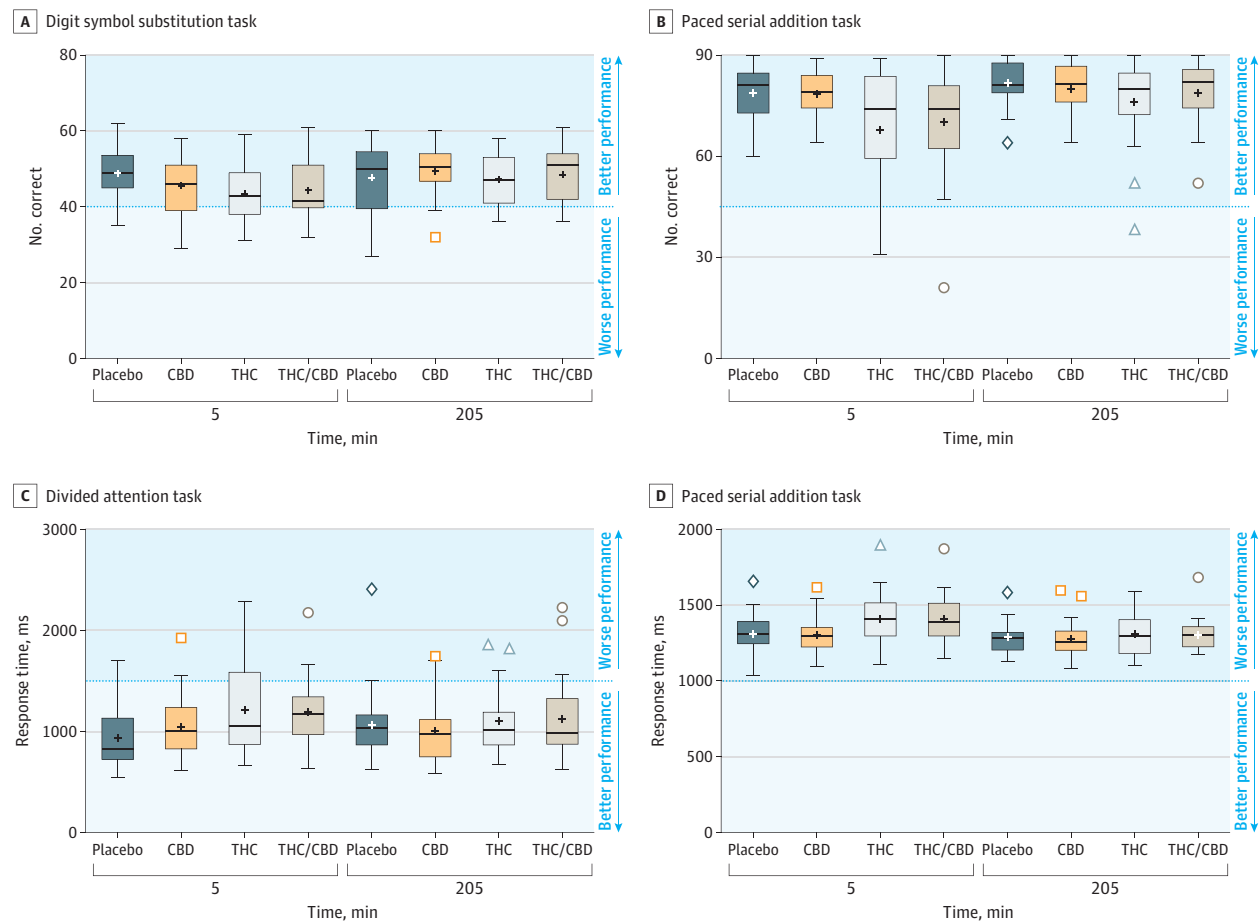 A Digit symbol substitution task
80
60
40
20
0
No. correct
Better performance
Worse performance
Placebo CBD THC THC/CBD Placebo CBD THC THC/CBD
5 205
Time, min
B Paced serial addition task
90
60
30
0
No. correct
Better performance
Worse performance
Placebo CBD THC THC/CBD Placebo CBD THC THC/CBD
5 205
Time, min
C Divided attention task
3000
2000
1000
0
Response time, ms
Worse performance
Better performance
Placebo CBD THC THC/CBD Placebo CBD THC THC/CBD
5 205
Time, min
D Paced serial addition task
2000
1500
1000
500
0
Response time, ms
Worse performance
Better performance
Placebo CBD THC THC/CBD Placebo CBD THC THC/CBD
5 205
Time, min